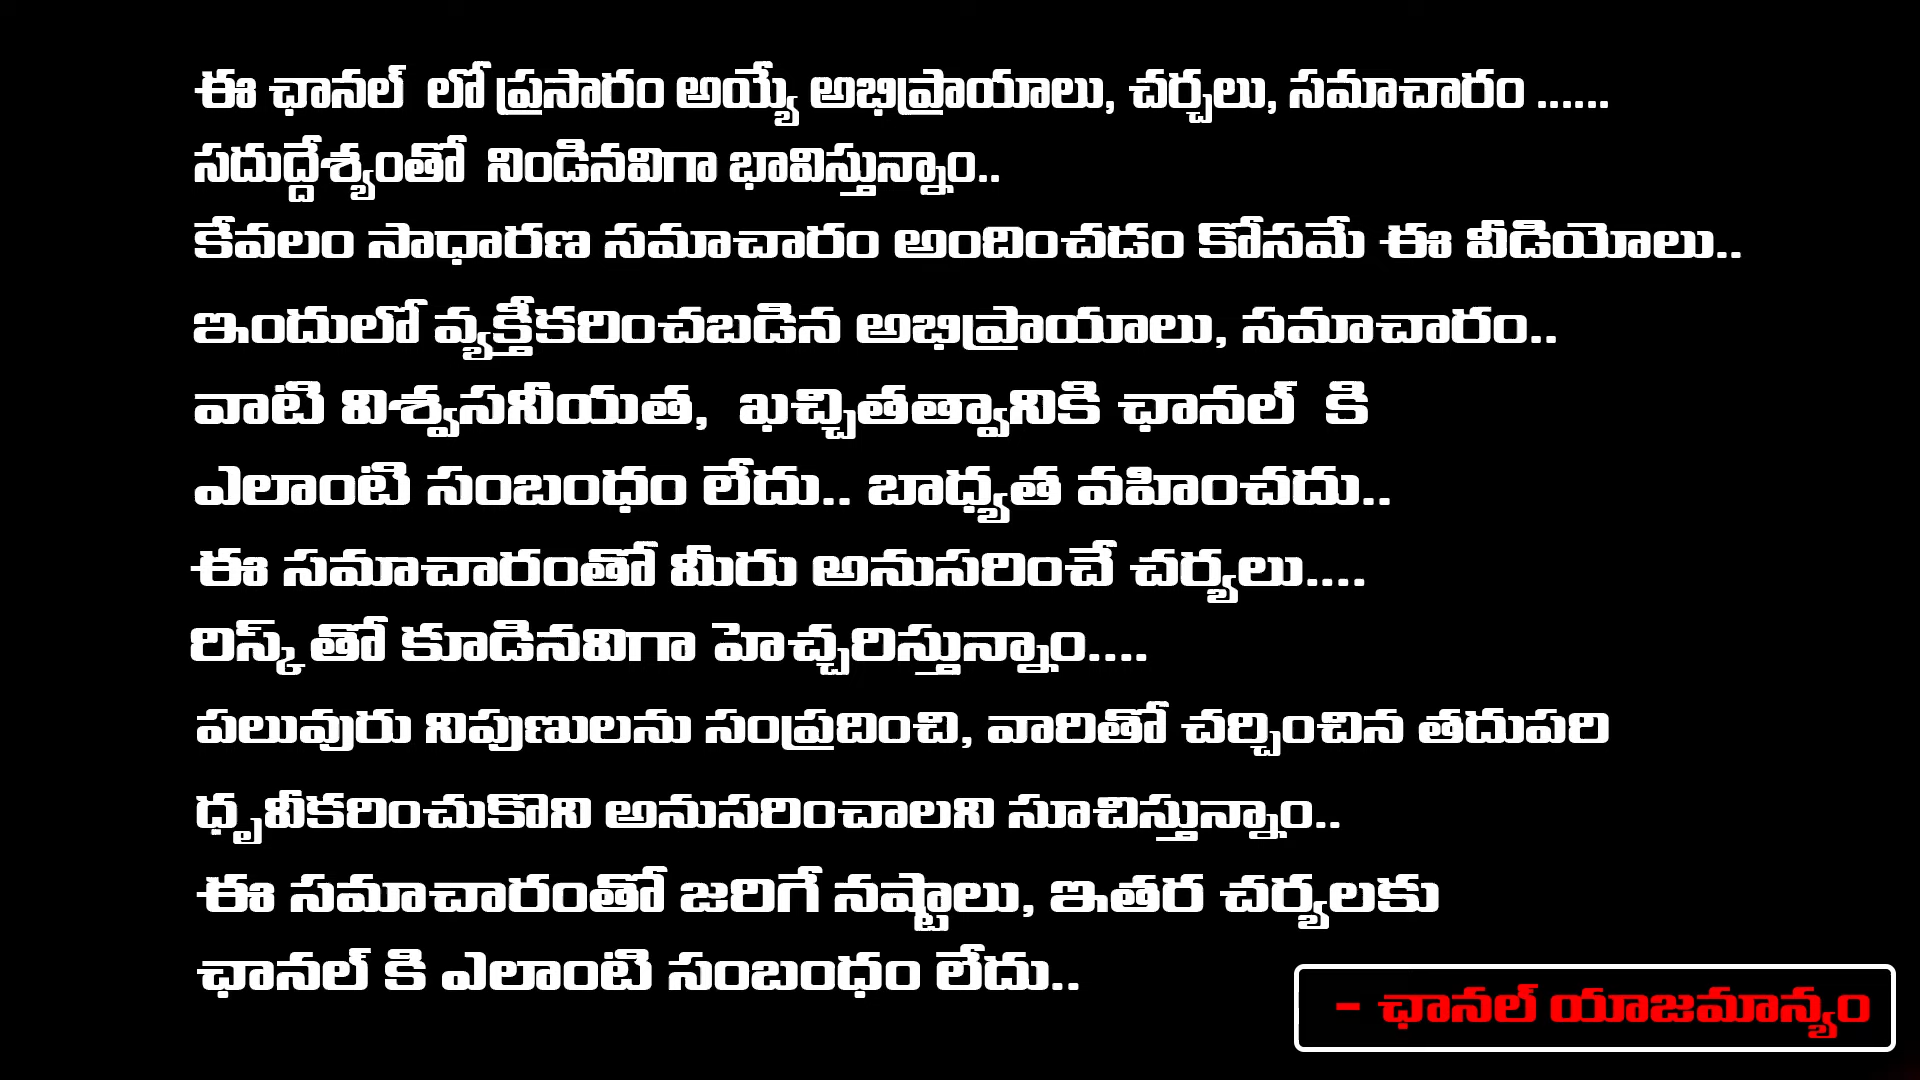 ఈ ఛానల్ లో ప్రసారం అయ్యే అభిప్రాయాలు, చర్చలు, సమాచారం ......
సదుద్దేశ్యంతో నిండినవిగా భావిస్తున్నాం..
కేవలం సాధారణ సమాచారం అందించడం కోసమే ఈ వీడియోలు..
ఇందులో వ్యక్తీకరించబడిన అభిప్రాయాలు, సమాచారం..
వాటి విశ్వసనీయత, ఖచ్చితత్వానికి ఛానల్ కి
ఎలాంటి సంబంధం లేదు.. బాధ్యత వహించదు..
ఈ సమాచారంతో మీరు అనుసరించే చర్యలు....
రిస్క్ తో కూడినవిగా హెచ్చరిస్తున్నాం....
పలువురు నిపుణులను సంప్రదించి, వారితో చర్చించిన తదుపరి
ధృవీకరించుకొని అనుసరించాలని సూచిస్తున్నాం..
ఈ సమాచారంతో జరిగే నష్టాలు, ఇతర చర్యలకు
ఛానల్ కి ఎలాంటి సంబంధం లేదు..
- ఛానల్ యాజమాన్యం